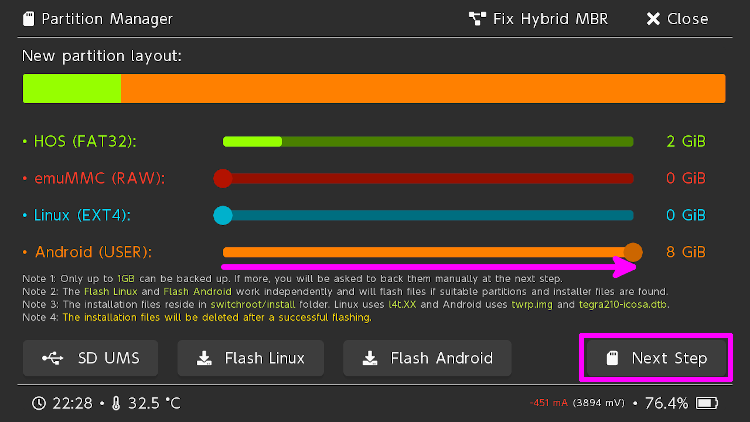 Partition Manager Fix Hybrid MBR Close
New partition layout:
• HOS (FAT32): 2 GiB
• emuMMC (RAW): 0 GiB
• Linux (EXT4): 0 GiB
• Android (USER): 8 GiB
Note 1: Only up to 1GB can be backed up. If more, you will be asked to back them manually at the next step.
Note 2: The Flash Linux and Flash Android work independently and will flash files if suitable partitions and installer files are found.
Note 3: The installation files reside in switchroot/install folder. Linux uses l4t.XX and Android uses twrp.img and tegra210-icosa.dtb.
Note 4: The installation files will be deleted after a successful flashing.
SD UMS Flash Linux Flash Android Next Step
22:28 • 32.5 °C -451 mA (3894 mV) • 76.4%